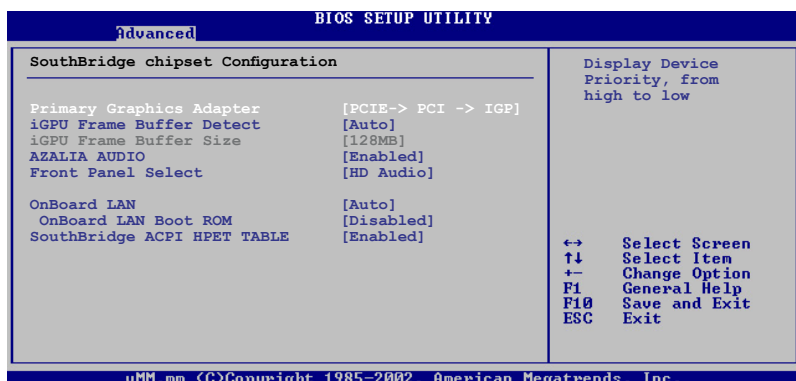 BIOS SETUP UTILITY
Advanced
SouthBridge chipset Configuration
Primary Graphics Adapter [PCIE-> PCI -> IGP]
iGPU Frame Buffer Detect [Auto]
iGPU Frame Buffer Size [128MB]
AZALIA AUDIO [Enabled]
Front Panel Select [HD Audio]
OnBoard LAN [Auto]
OnBoard LAN Boot ROM [Disabled]
SouthBridge ACPI HPET TABLE [Enabled]
Display Device
Priority, from
high to low
↔ Select Screen
↑↓ Select Item
+- Change Option
F1 General Help
F10 Save and Exit
ESC Exit
(C)Copyright 1985-2002, American Megatrends, Inc